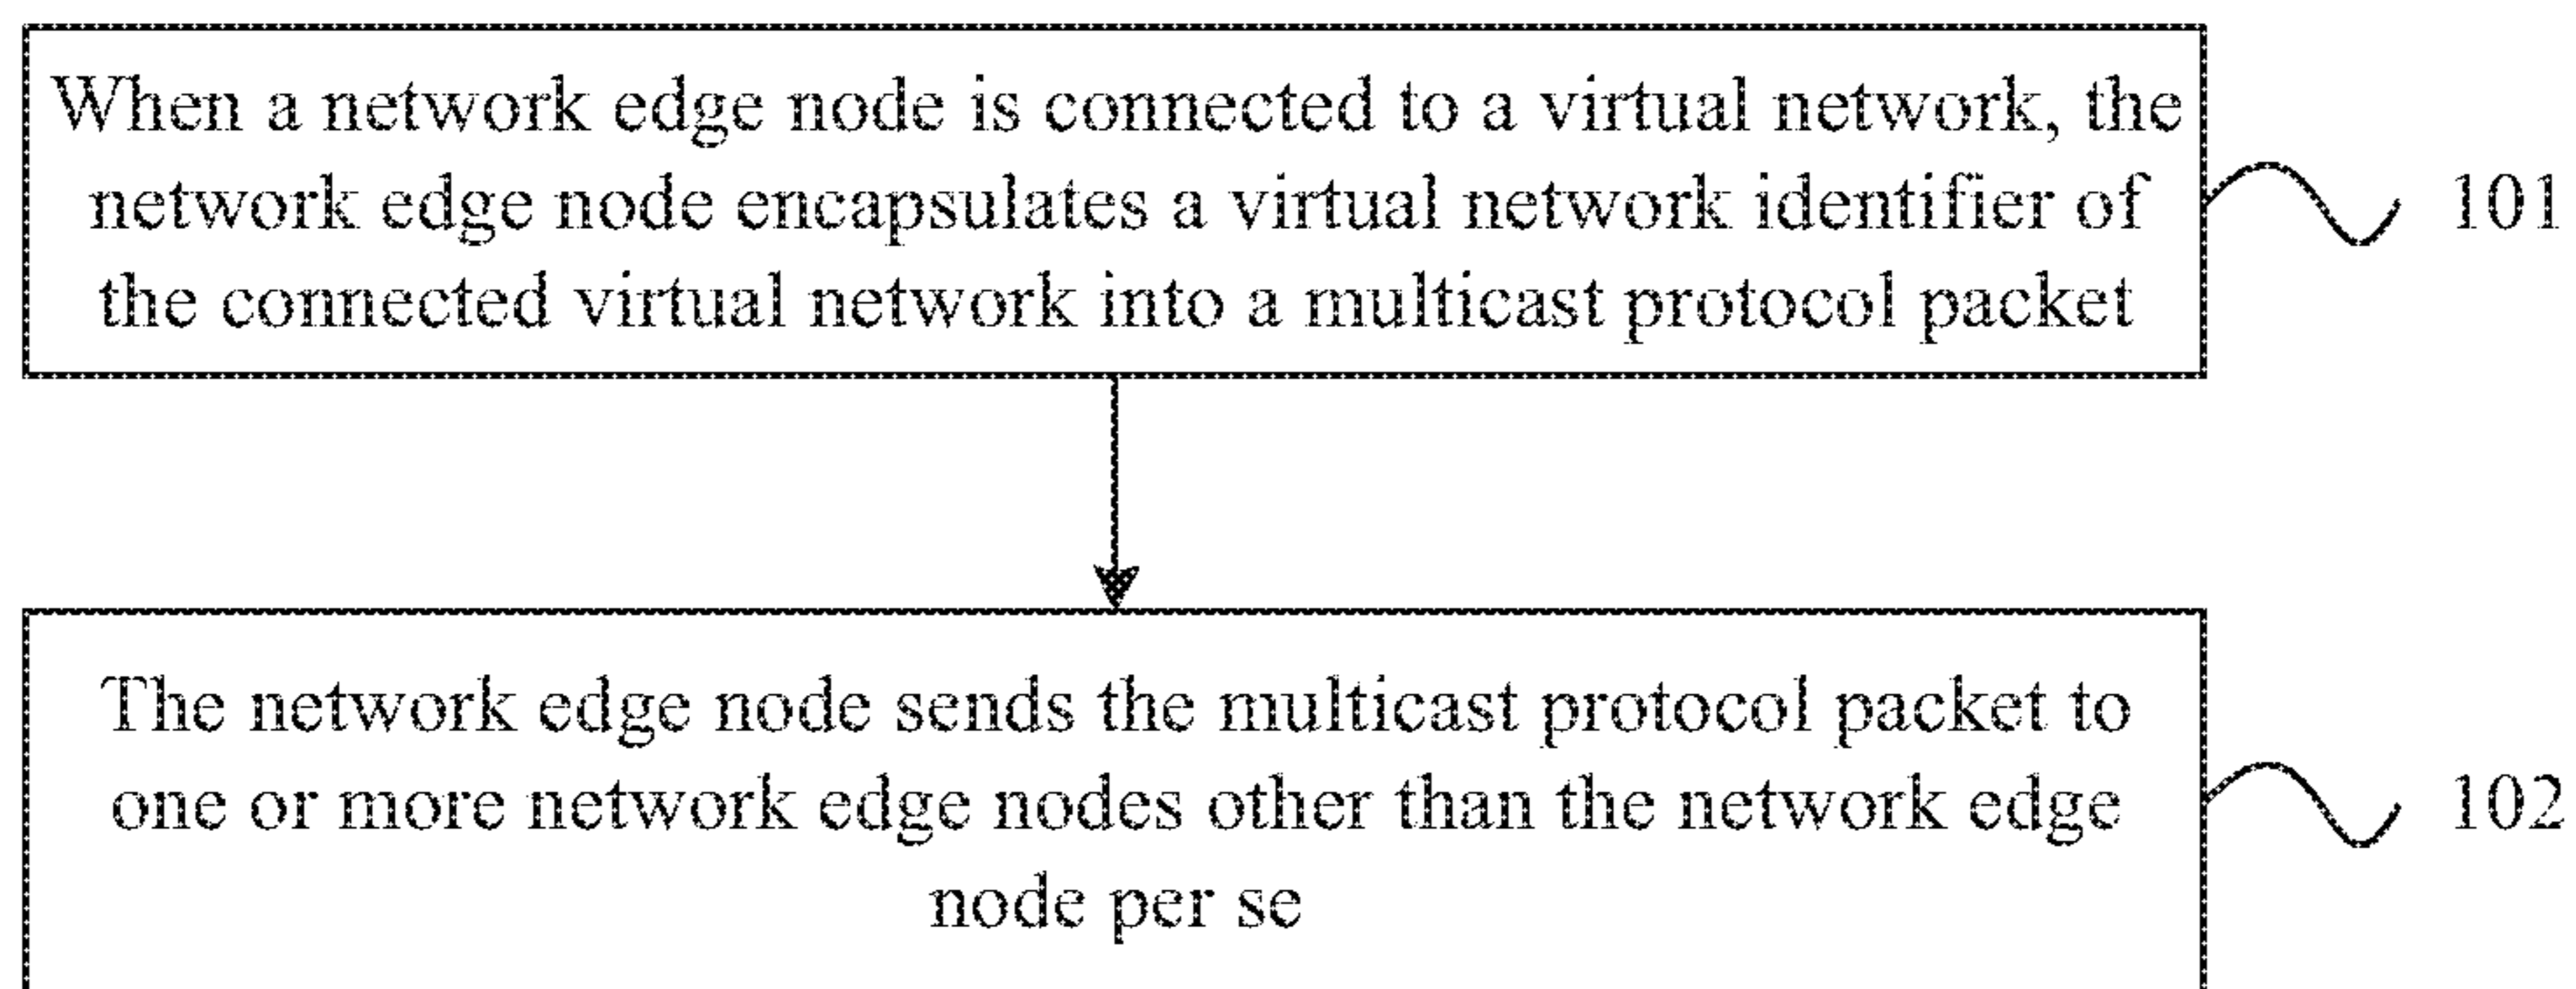 When a network edge node is connected to a virtual network, the
network edge node encapsulates a virtual network identifier of
the connected virtual network into a multicast protocol packet
101
The network edge node sends the multicast protocol packet to
one or more network edge nodes other than the network edge
node per se
102